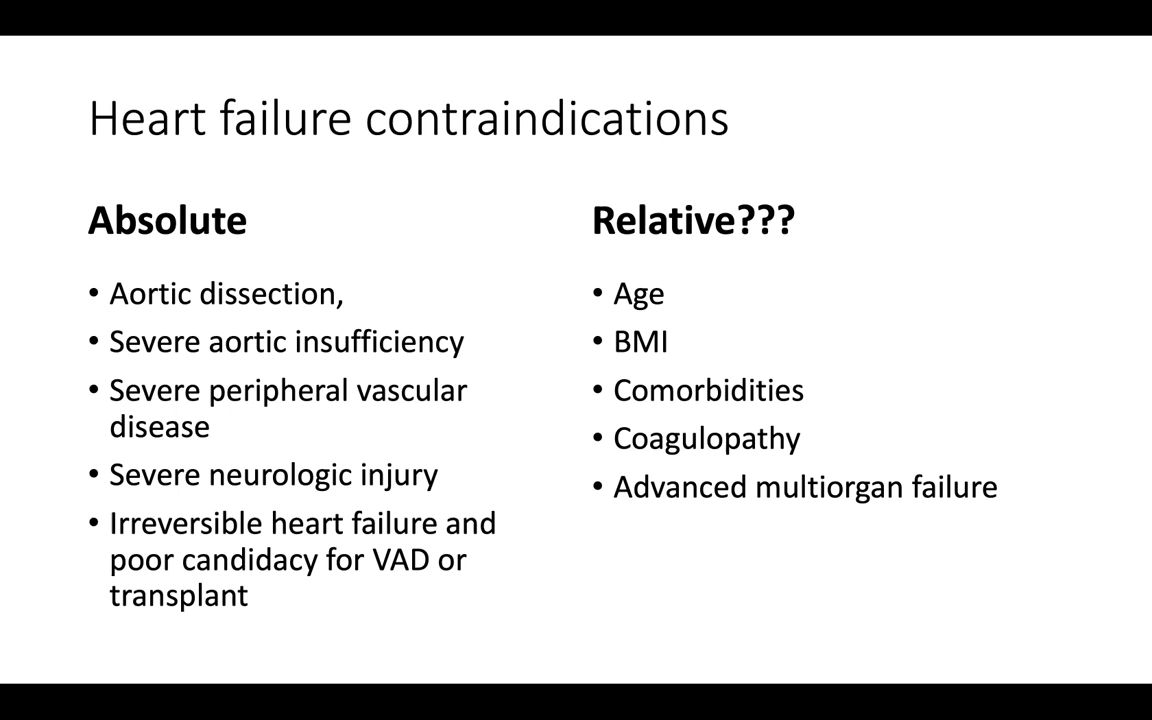 Heart failure contraindications
Absolute
• Aortic dissection,
• Severe aortic insufficiency
• Severe peripheral vascular
disease
• Severe neurologic injury
• Irreversible heart failure and
poor candidacy for VAD or
transplant
Relative???
• Age
• BMI
• Comorbidities
• Coagulopathy
• Advanced multiorgan failure